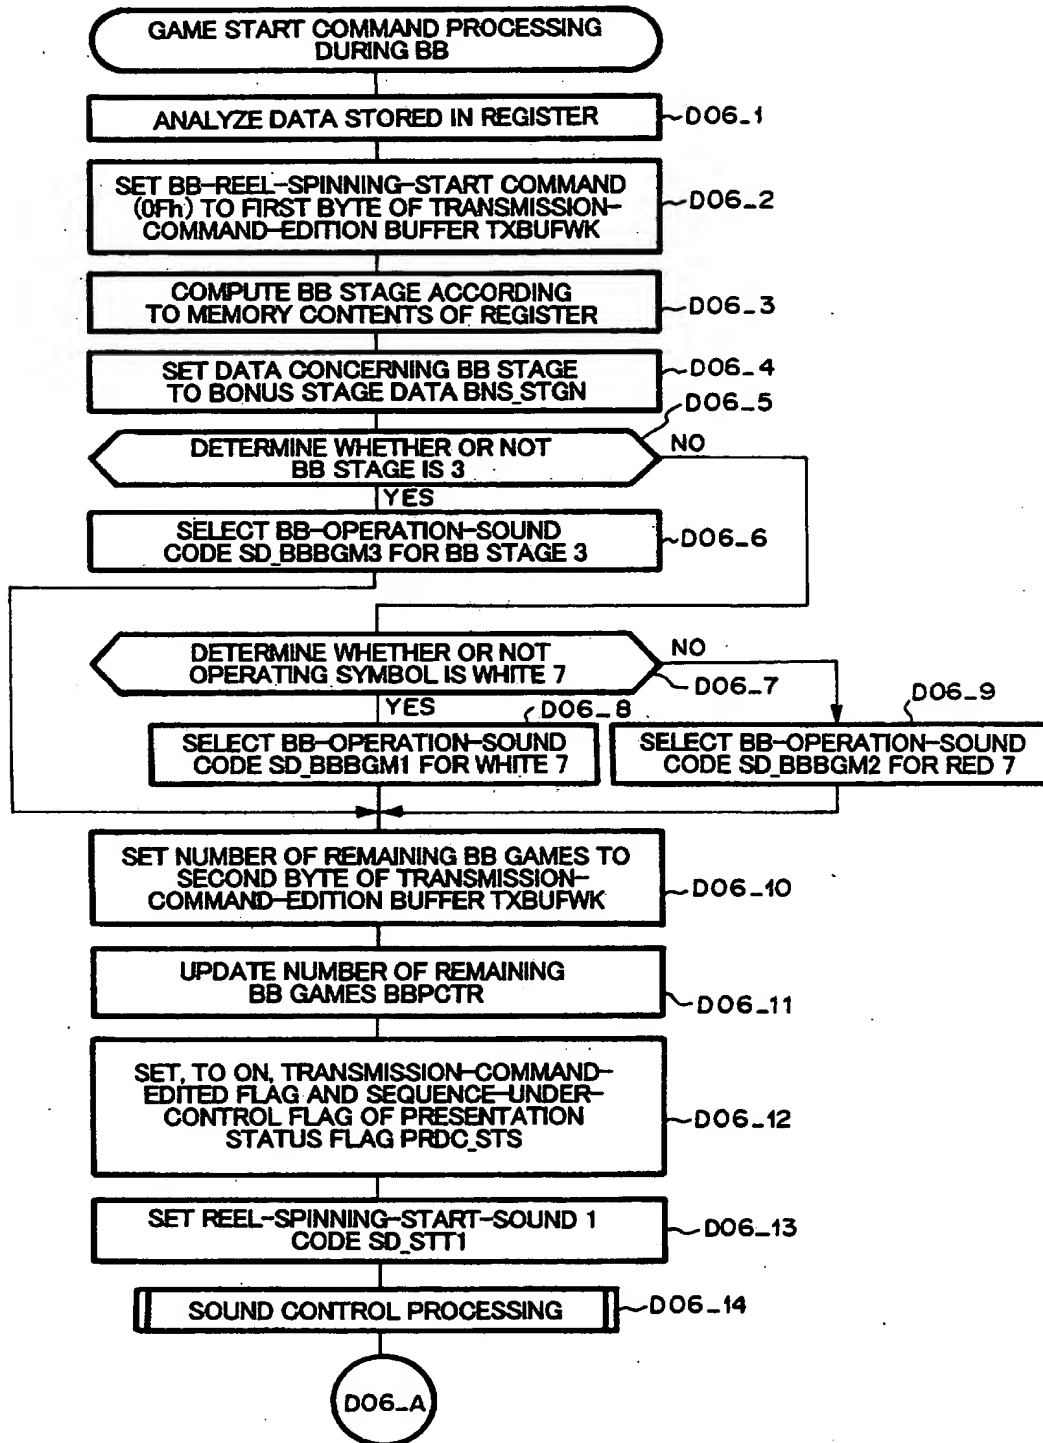 GAME START COMMAND PROCESSING
DURING BB
ANALYZE DATA STORED IN REGISTER
D06_1
SET BB-REEL-SPINNING-START COMMAND
(0Fh) TO FIRST BYTE OF TRANSMISSION-
COMMAND-EDITION BUFFER TXBUFWK
D06_2
COMPUTE BB STAGE ACCORDING
TO MEMORY CONTENTS OF REGISTER
D06_3
SET DATA CONCERNING BB STAGE
TO BONUS STAGE DATA BNS_STGN
D06_4
D06_5
DETERMINE WHETHER OR NOT
BB STAGE IS 3
NO
YES
SELECT BB-OPERATION-SOUND
CODE SD_BBBGM3 FOR BB STAGE 3
D06_6
DETERMINE WHETHER OR NOT
OPERATING SYMBOL IS WHITE 7
NO
D06_7
YES
D06_8
D06_9
SELECT BB-OPERATION-SOUND
CODE SD_BBBGM1 FOR WHITE 7
SELECT BB-OPERATION-SOUND
CODE SD_BBBGM2 FOR RED 7
SET NUMBER OF REMAINING BB GAMES TO
SECOND BYTE OF TRANSMISSION-
COMMAND-EDITION BUFFER TXBUFWK
D06_10
UPDATE NUMBER OF REMAINING
BB GAMES BBPCTR
D06_11
SET, TO ON, TRANSMISSION-COMMAND-
EDITED FLAG AND SEQUENCE-UNDER-
CONTROL FLAG OF PRESENTATION
STATUS FLAG PRDC_STS
D06_12
SET REEL-SPINNING-START-SOUND 1
CODE SD_STT1
D06_13
SOUND CONTROL PROCESSING
D06_14
D06_A